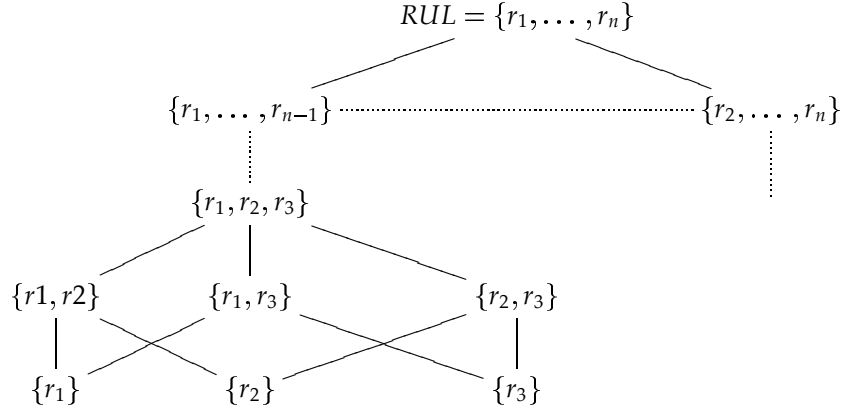 RUL = {r₁, … , rₙ}
{r₁, … , rₙ₋₁} {r₂, … , rₙ}
{r₁, r₂, r₃}
{r1, r2} {r₁, r₃} {r₂, r₃}
{r₁} {r₂} {r₃}